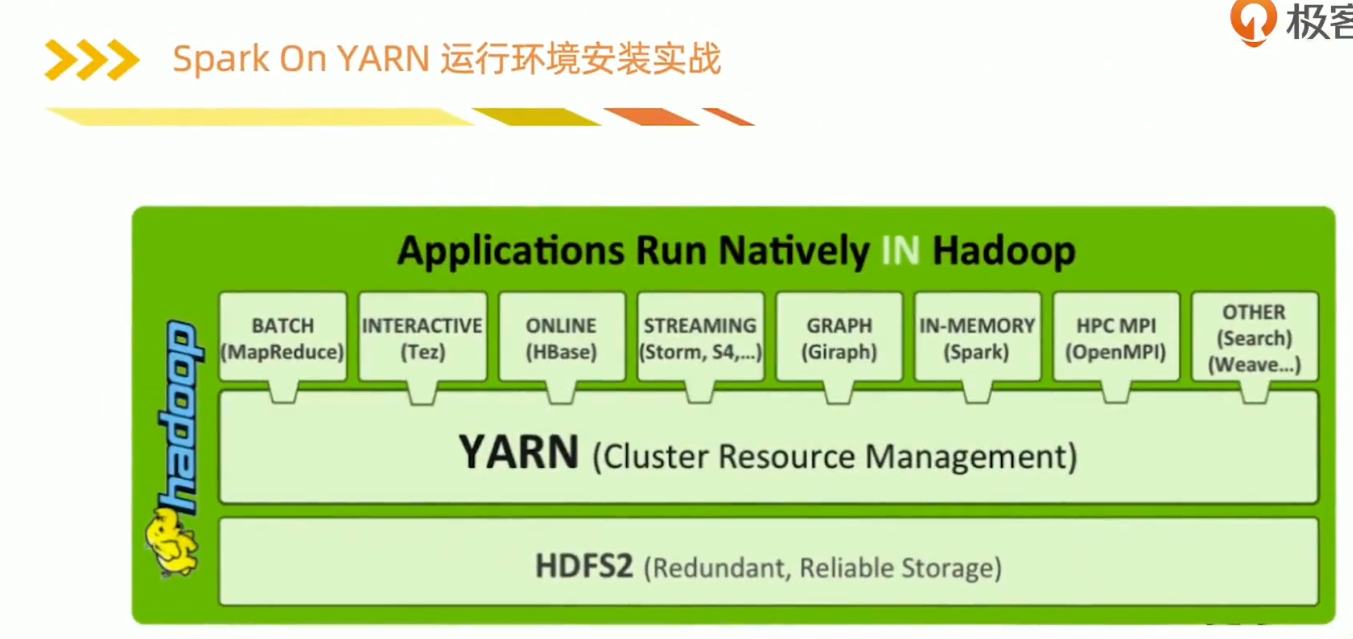 极客
Spark On YARN 运行环境安装实战
Applications Run Natively IN Hadoop
BATCH
(MapReduce)
INTERACTIVE
(Tez)
ONLINE
(HBase)
STREAMING
(Storm, S4,...)
GRAPH
(Giraph)
IN-MEMORY
(Spark)
HPC MPI
(OpenMPI)
OTHER
(Search)
(Weave...)
hadoop
YARN (Cluster Resource Management)
HDFS2 (Redundant, Reliable Storage)